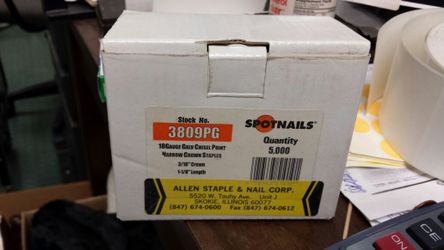 Stock No.
3809PG
SPOTNAILS®
18Gauge Galv Chisel Point
Narrow Crown Staples
Quantity
5,000
3/16" Crown
1-1/8" Length
ALLEN STAPLE & NAIL CORP.
5520 W. Touhy Ave. Unit J
SKOKIE, ILLINOIS 60077
(847) 674-0600 Fax (847) 674-0612
CE